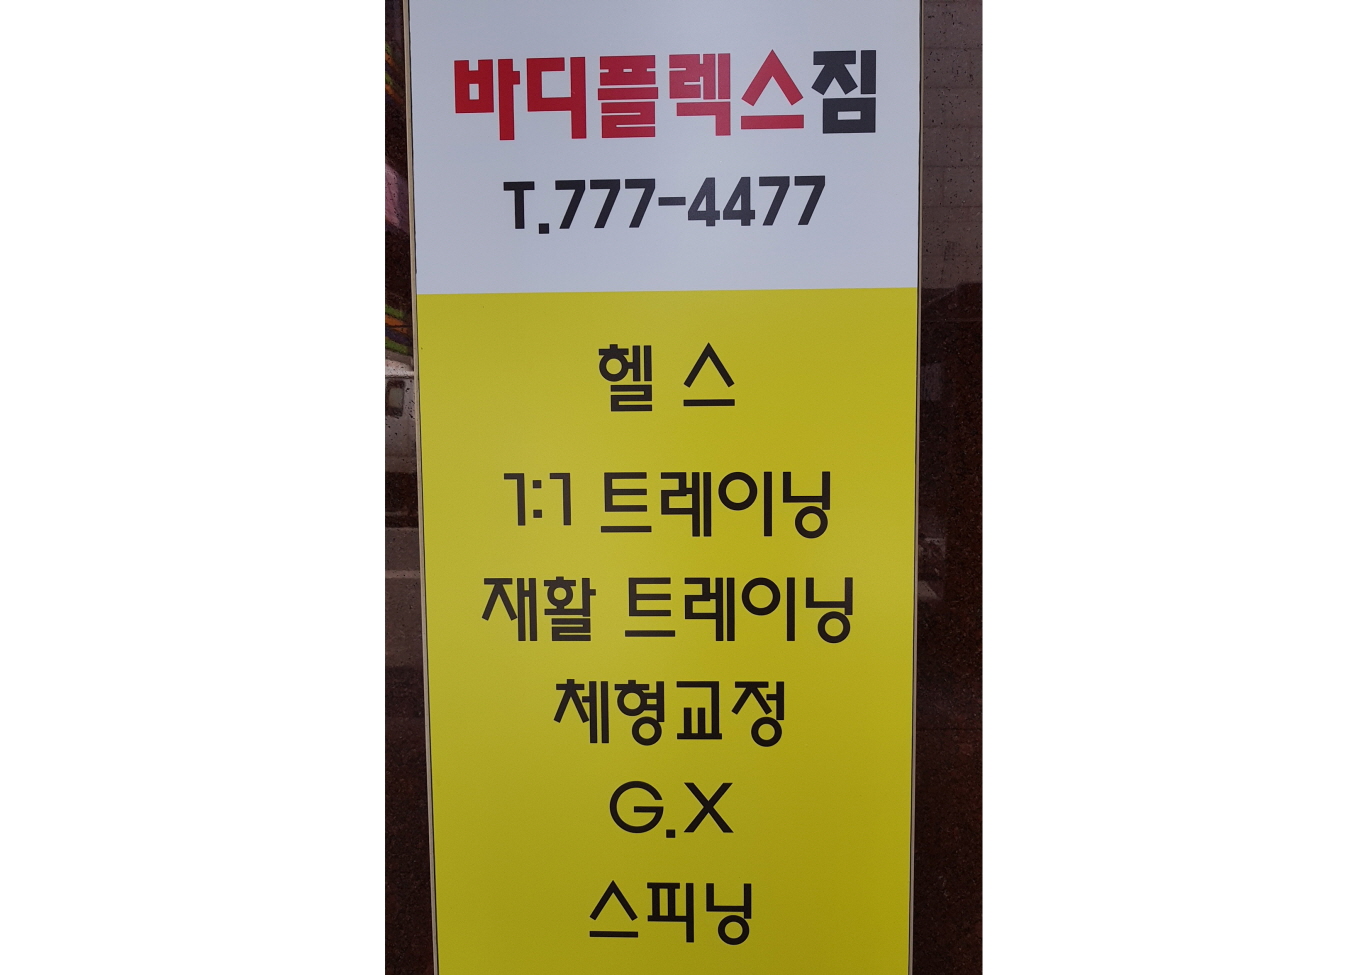 바디플렉스짐
T.777-4477
헬 스
1:1 트레이닝
재활 트레이닝
체형교정
G.X
스피닝